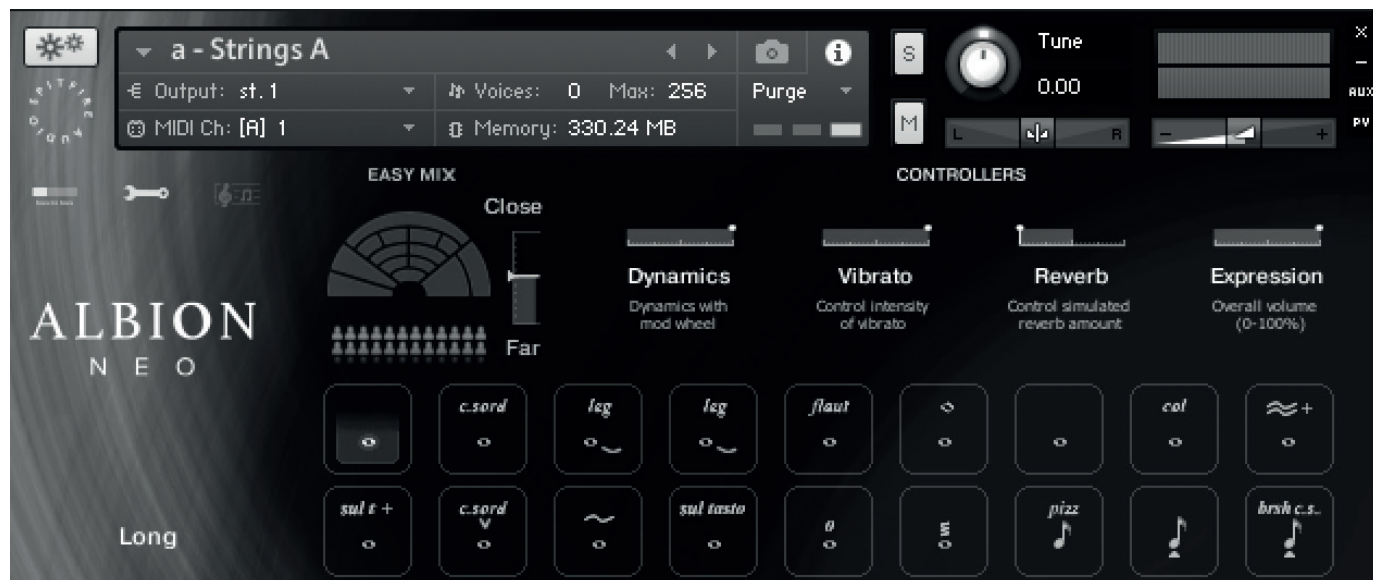 a - Strings A
Output: st. 1
Voices: 0 Max: 256
Purge
MIDI Ch: [A] 1
Memory: 330.24 MB
S
M
Tune
0.00
L R
- +
X
-
AUX
PV
SPITFIRE AUDIO
ALBION
NEO
Long
EASY MIX
Close
Far
CONTROLLERS
Dynamics
Dynamics with
mod wheel
Vibrato
Control intensity
of vibrato
Reverb
Control simulated
reverb amount
Expression
Overall volume
(0-100%)
c.sord
leg
leg
flaut
col
+
sul t +
c.sord
sul tasto
pizz
brsh c.s..